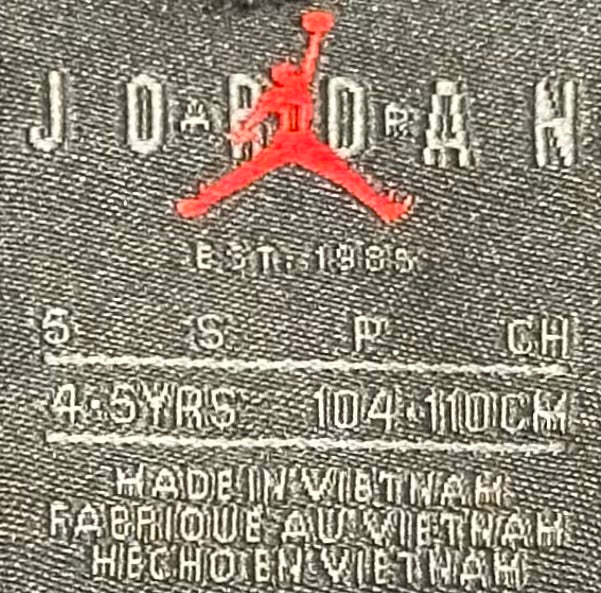 JORDAN
A R
EST. 1985
5 S P CH
4-5YRS 104-110CM
MADE IN VIETNAM
FABRIQUÉ AU VIETNAM
HECHO EN VIETNAM